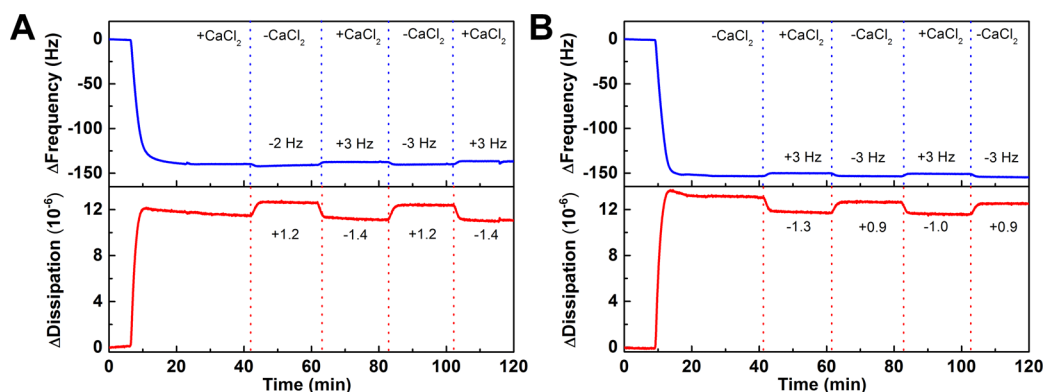 A
+CaCl2 -CaCl2 +CaCl2 -CaCl2 +CaCl2
ΔFrequency (Hz)
0
-50
-100
-150
-2 Hz +3 Hz -3 Hz +3 Hz
ΔDissipation (10-6)
12
8
4
0
+1.2 -1.4 +1.2 -1.4
0 20 40 60 80 100 120
Time (min)
B
-CaCl2 +CaCl2 -CaCl2 +CaCl2 -CaCl2
ΔFrequency (Hz)
0
-50
-100
-150
+3 Hz -3 Hz +3 Hz -3 Hz
ΔDissipation (10-6)
12
8
4
0
-1.3 +0.9 -1.0 +0.9
0 20 40 60 80 100 120
Time (min)